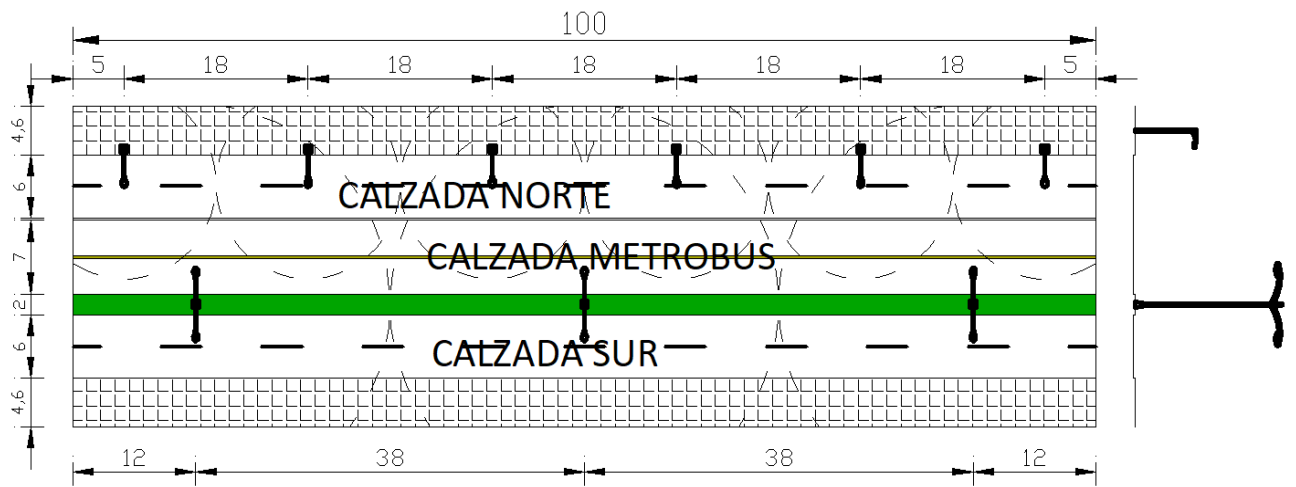 100
5 18 18 18 18 18 5
4,6
6
CALZADA NORTE
7
CALZADA METROBUS
2
6
CALZADA SUR
4,6
12 38 38 12